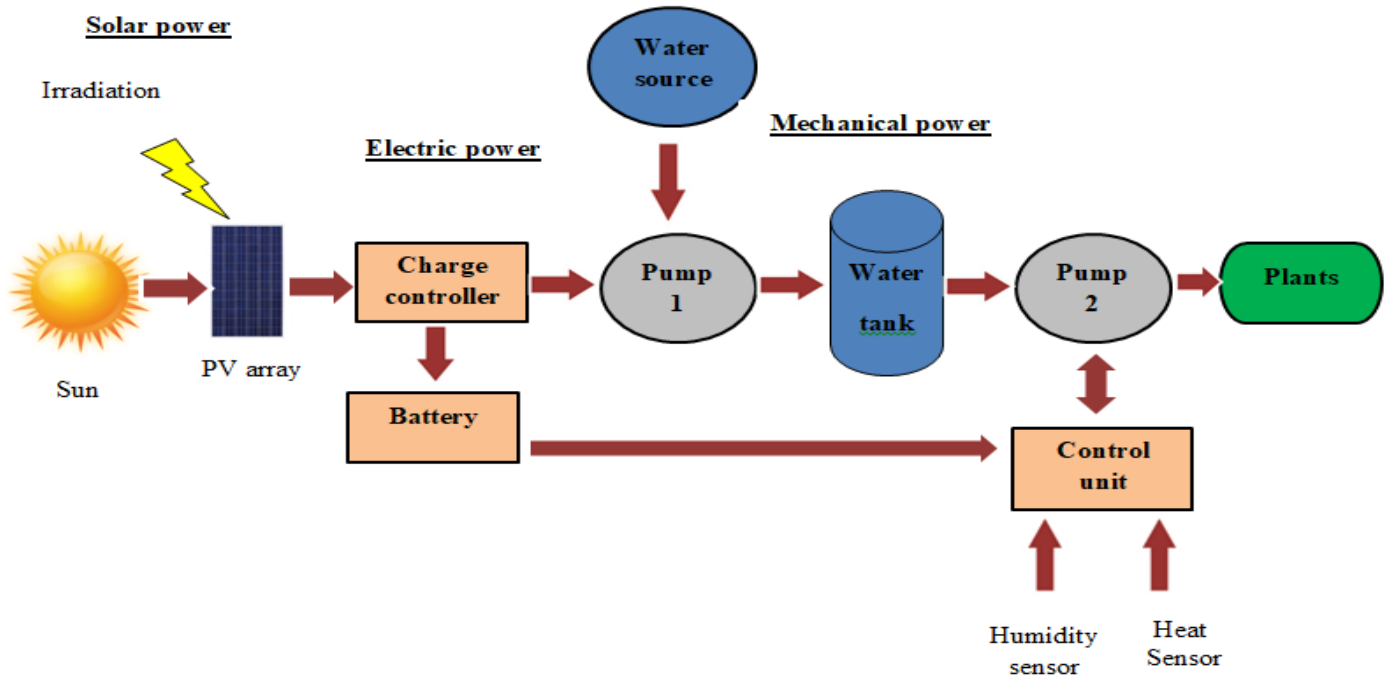 Solar power
Irradiation
Sun
PV array
Electric power
Charge
controller
Battery
Water
source
Pump
1
Mechanical power
Water
tank
Pump
2
Plants
Control
unit
Humidity
sensor
Heat
Sensor